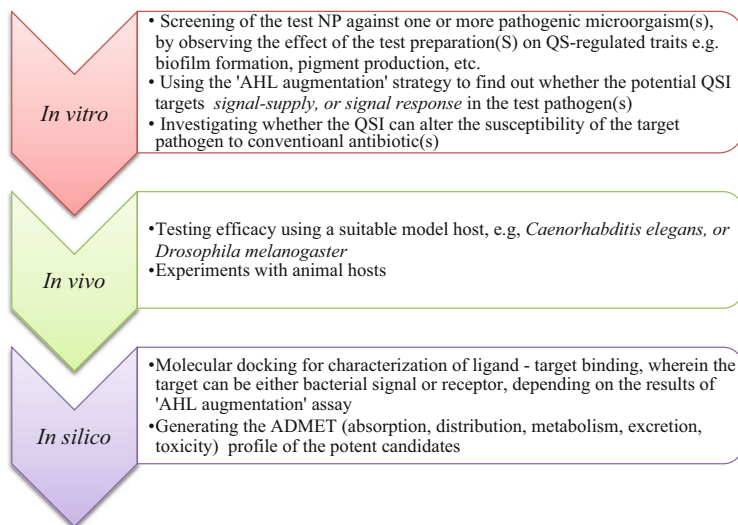 In vitro
•Screening of the test NP against one or more pathogenic microorgaism(s),
by observing the effect of the test preparation(S) on QS-regulated traits e.g.
biofilm formation, pigment production, etc.
•Using the 'AHL augmentation' strategy to find out whether the potential QSI
targets signal-supply, or signal response in the test pathogen(s)
•Investigating whether the QSI can alter the susceptibility of the target
pathogen to conventioanl antibiotic(s)
In vivo
•Testing efficacy using a suitable model host, e.g, Caenorhabditis elegans, or
Drosophila melanogaster
•Experiments with animal hosts
In silico
•Molecular docking for characterization of ligand - target binding, wherein the
target can be either bacterial signal or receptor, depending on the results of
'AHL augmentation' assay
•Generating the ADMET (absorption, distribution, metabolism, excretion,
toxicity) profile of the potent candidates